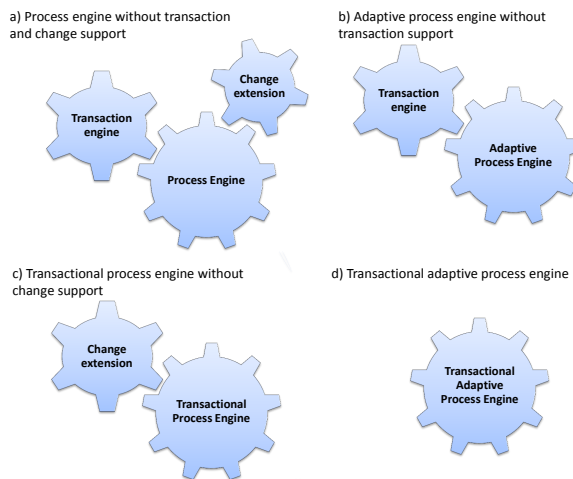 a) Process engine without transaction
and change support
Change
extension
Transaction
engine
Process Engine
b) Adaptive process engine without
transaction support
Transaction
engine
Adaptive
Process Engine
c) Transactional process engine without
change support
Change
extension
Transactional
Process Engine
d) Transactional adaptive process engine
Transactional
Adaptive
Process Engine